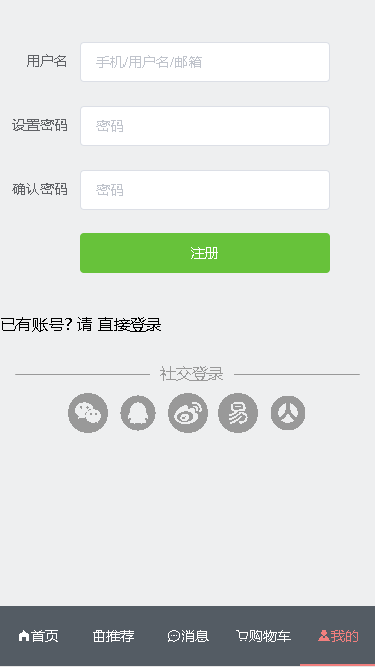 用户名 手机/用户名/邮箱
设置密码 密码
确认密码 密码
注册
已有账号? 请 直接登录
社交登录
易
首页 推荐 消息 购物车 我的